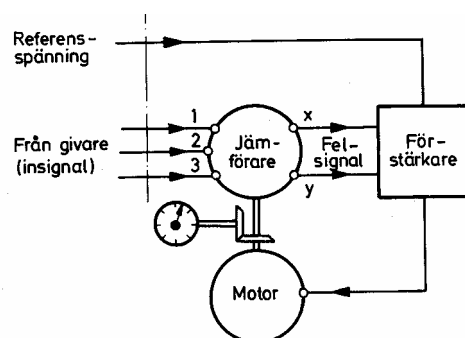 Referens-
spänning
1
2
3
Från givare
(insignal)
Jäm-
förare
x
y
Fel-
signal
För-
stärkare
Motor